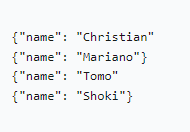 {"name": "Christian"
{"name": "Mariano"}
{"name": "Tomo"
{"name": "Shoki"}